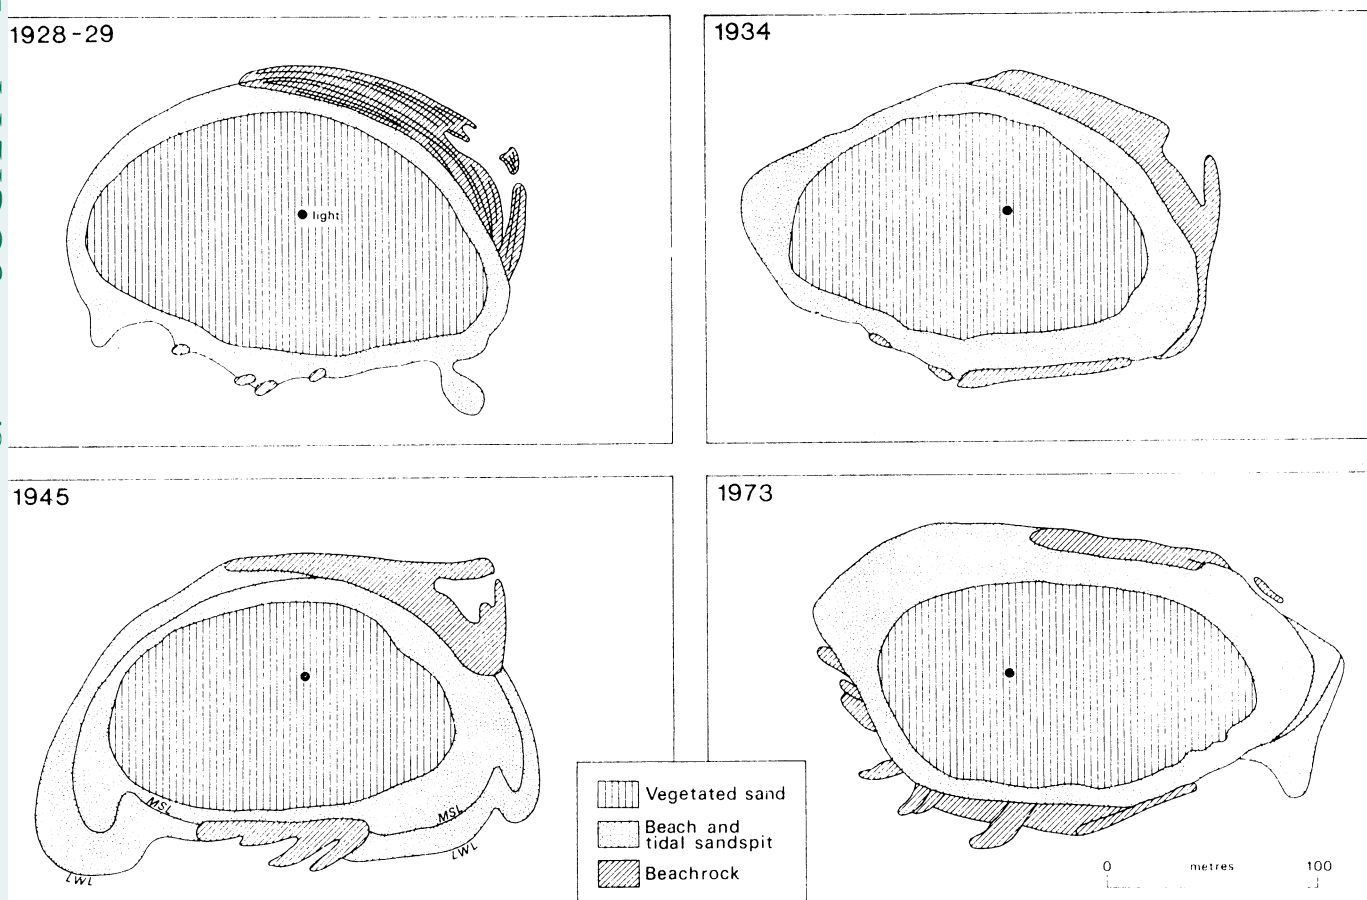 1928-29
light
1934
1945
MSL
MSL
LWL
LWL
1973
Vegetated sand
Beach and
tidal sandspit
Beachrock
0 metres 100